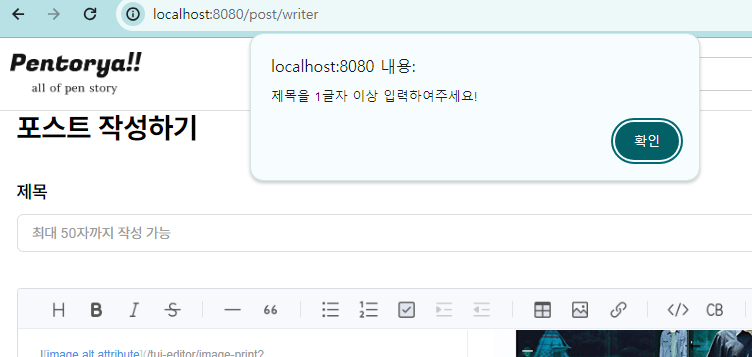 localhost:8080/post/writer
Pentorya!!
all of pen story
localhost:8080 내용:
제목을 1글자 이상 입력하여주세요!
확인
포스트 작성하기
제목
최대 50자까지 작성 가능
H B I S — 66 </> CB
![image alt attribute](/tui-editor/image-print?